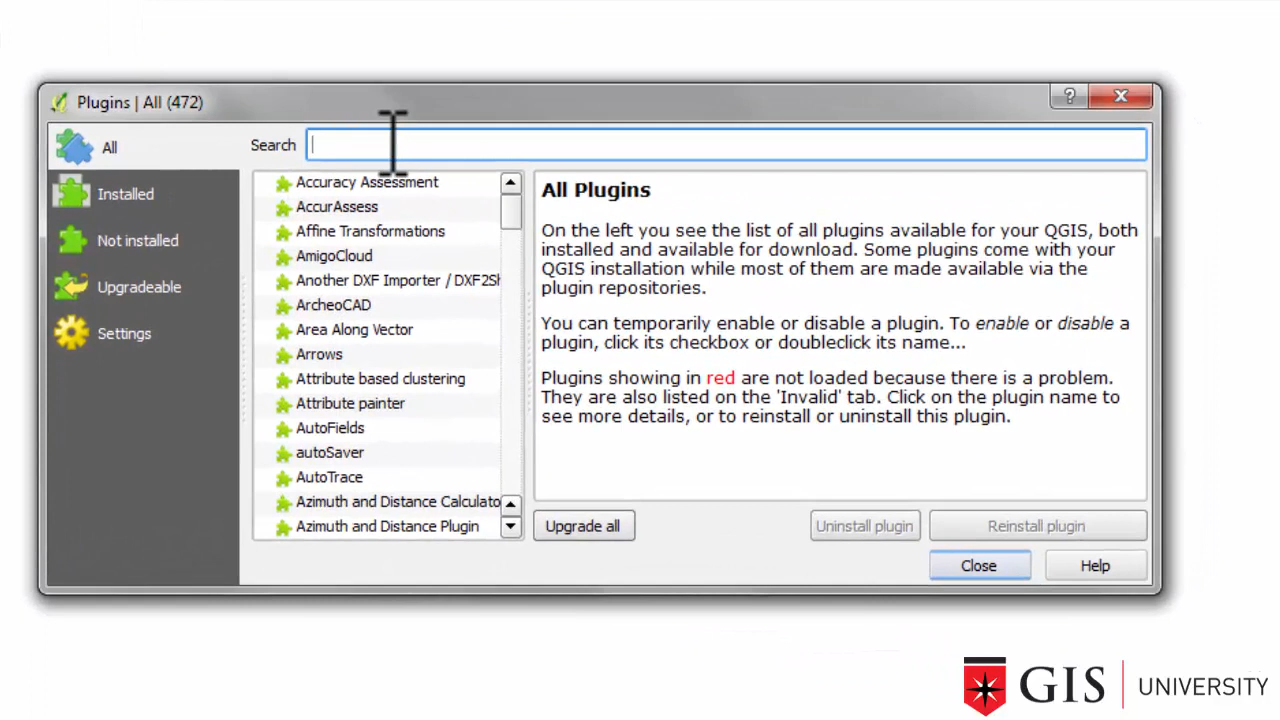 Plugins | All (472)
?
All
Installed
Not installed
Upgradeable
Settings
Search
Accuracy Assessment
AccurAssess
Affine Transformations
AmigoCloud
Another DXF Importer / DXF2Sh
ArcheoCAD
Area Along Vector
Arrows
Attribute based clustering
Attribute painter
AutoFields
autoSaver
AutoTrace
Azimuth and Distance Calculato
Azimuth and Distance Plugin
All Plugins
On the left you see the list of all plugins available for your QGIS, both
installed and available for download. Some plugins come with your
QGIS installation while most of them are made available via the
plugin repositories.
You can temporarily enable or disable a plugin. To enable or disable a
plugin, click its checkbox or doubleclick its name...
Plugins showing in red are not loaded because there is a problem.
They are also listed on the 'Invalid' tab. Click on the plugin name to
see more details, or to reinstall or uninstall this plugin.
Upgrade all
Uninstall plugin
Reinstall plugin
Close
Help
GIS UNIVERSITY